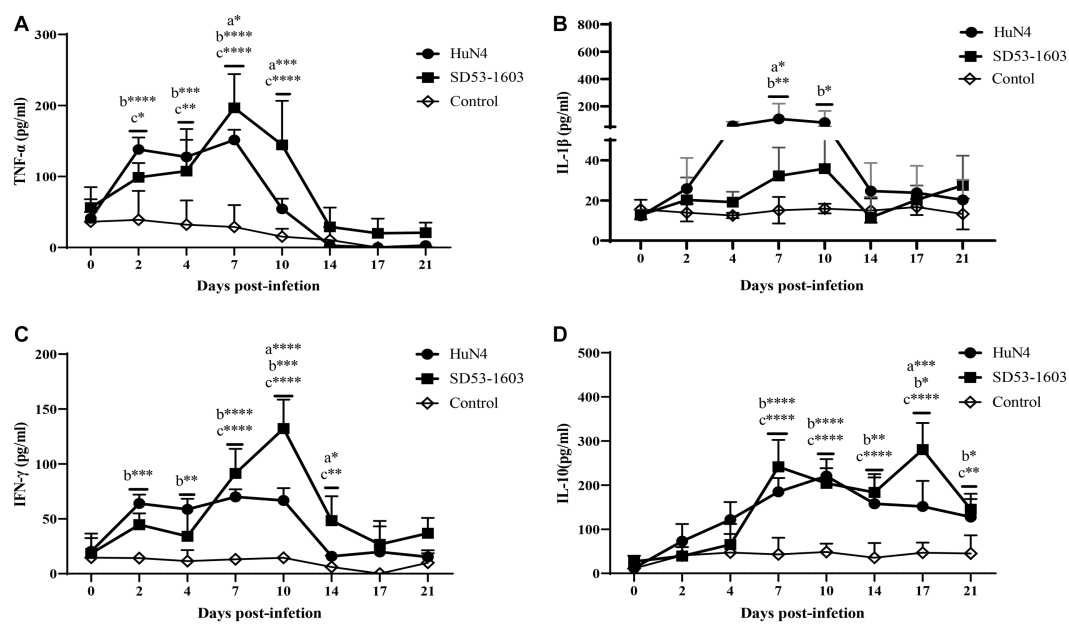 A
TNF-α (pg/ml)
300
200
100
0
0 2 4 7 10 14 17 21
Days post-infetion
b****
c*
b***
c**
a*
b****
c****
a***
c****
HuN4
SD53-1603
Control
B
IL-1β (pg/ml)
800
600
400
200
40
20
0
0 2 4 7 10 14 17 21
Days post-infetion
a*
b**
b*
HuN4
SD53-1603
Contol
C
IFN-γ (pg/ml)
200
150
100
50
0
0 2 4 7 10 14 17 21
Days post-infetion
b***
b**
b****
c****
a****
b***
c****
a*
c**
HuN4
SD53-1603
Control
D
IL-10(pg/ml)
500
400
300
200
100
0
0 2 4 7 10 14 17 21
Days post-infetion
b****
c****
b****
c****
b**
c****
a***
b*
c****
b*
c**
HuN4
SD53-1603
Control